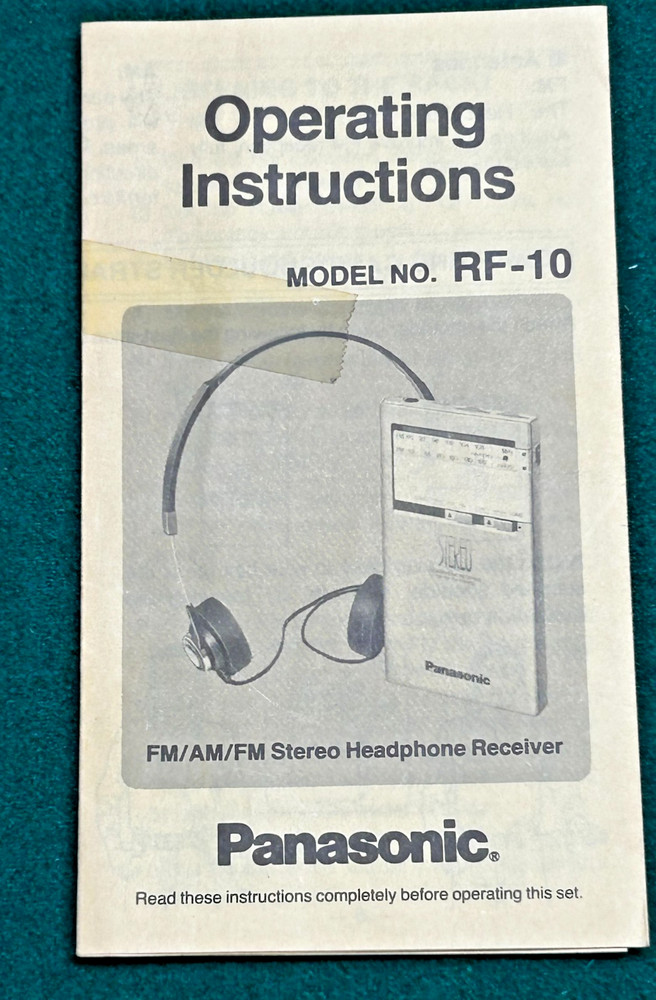 Operating
Instructions
MODEL NO. RF-10
STEREO
Panasonic
FM/AM/FM Stereo Headphone Receiver
Panasonic®
Read these instructions completely before operating this set.